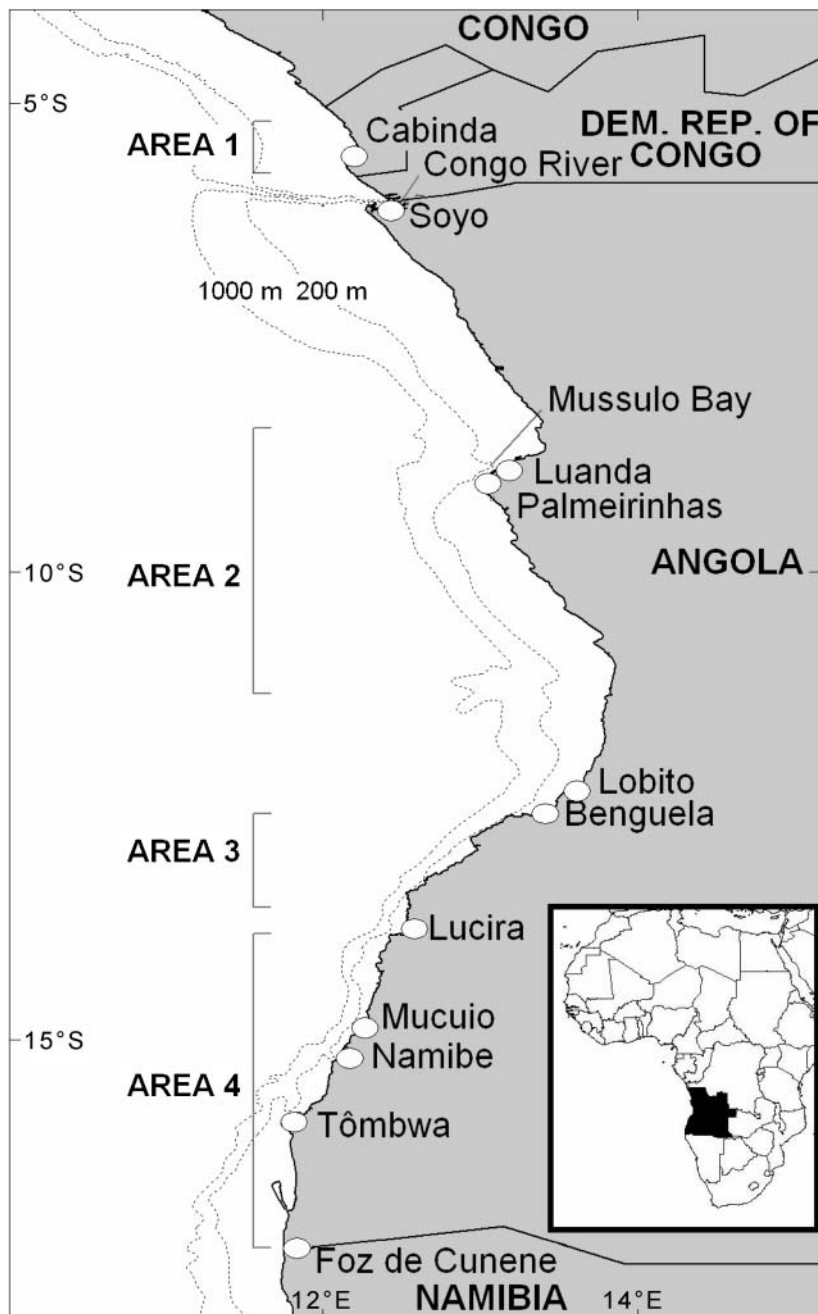 CONGO
5°S
AREA 1
Cabinda
DEM. REP. OF
CONGO
Congo River
Soyo
1000 m 200 m
Mussulo Bay
Luanda
Palmeirinhas
10°S
AREA 2
ANGOLA
Lobito
Benguela
AREA 3
Lucira
Mucuio
15°S
Namibe
AREA 4
Tômbwa
Foz de Cunene
NAMIBIA
12°E
14°E